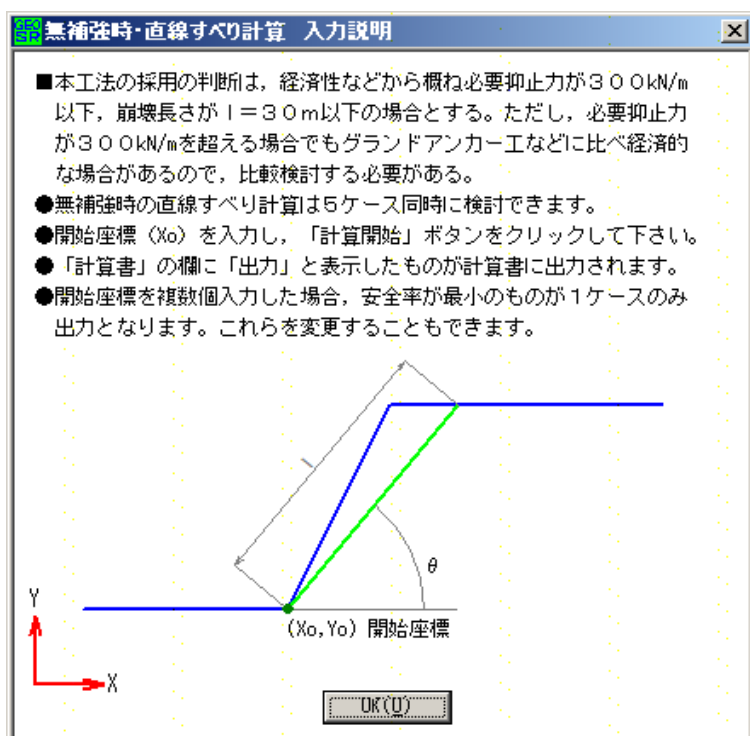 GEO
SR
無補強時・直線すべり計算 入力説明
■本工法の採用の判断は，経済性などから概ね必要抑止力が３００kN/m
以下，崩壊長さがｌ＝３０ｍ以下の場合とする。ただし，必要抑止力
が３００kN/mを超える場合でもグランドアンカー工などに比べ経済的
な場合があるので，比較検討する必要がある。
●無補強時の直線すべり計算は５ケース同時に検討できます。
●開始座標（Xo）を入力し，「計算開始」ボタンをクリックして下さい。
●「計算書」の欄に「出力」と表示したものが計算書に出力されます。
●開始座標を複数個入力した場合，安全率が最小のものが１ケースのみ
出力となります。これらを変更することもできます。
l
θ
Y
(Xo,Yo) 開始座標
X
OK(U)